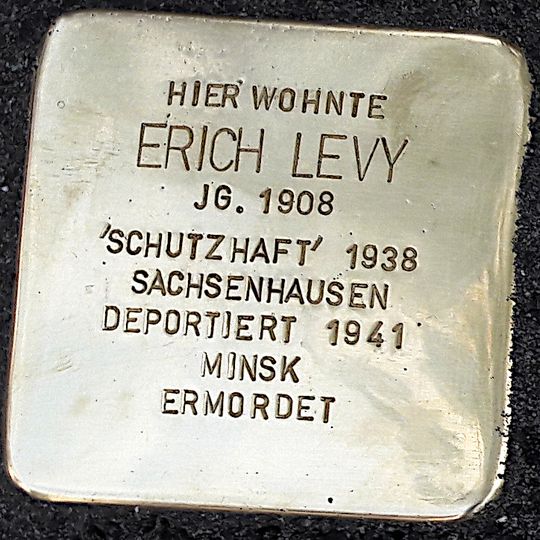 HIER WOHNTE
ERICH LEVY
JG. 1908
'SCHUTZHAFT' 1938
SACHSENHAUSEN
DEPORTIERT 1941
MINSK
ERMORDET